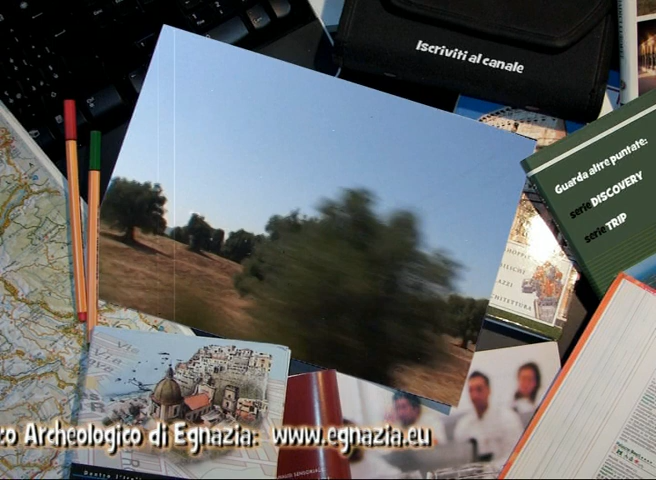 Iscriviti al canale
Guarda altre puntate:
serie DISCOVERY
serie TRIP
co Archeologico di Egnazia: www.egnazia.eu